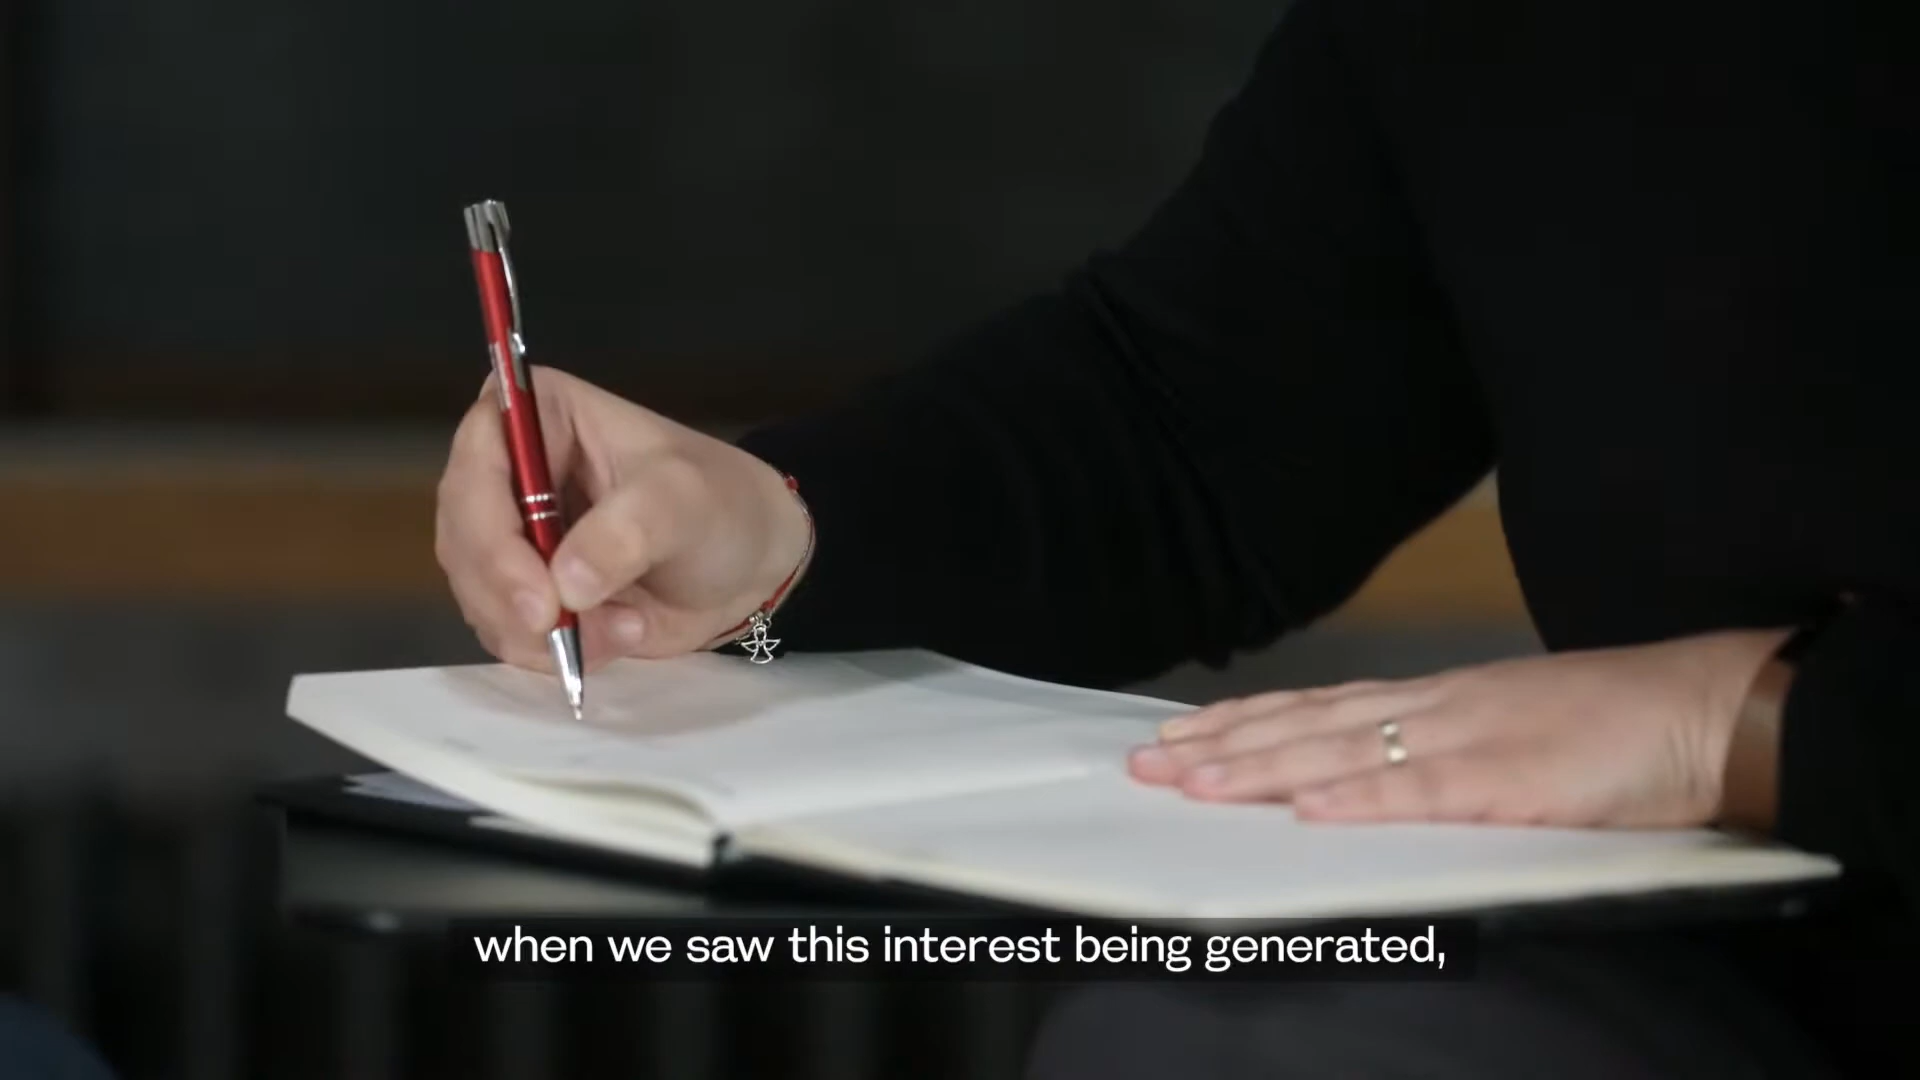 when we saw this interest being generated,